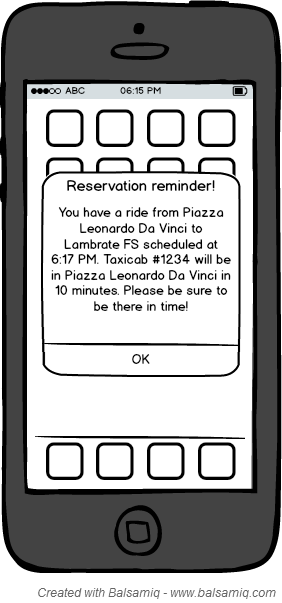 ABC 06:15 PM
Reservation reminder!
You have a ride from Piazza
Leonardo Da Vinci to
Lambrate FS scheduled at
6:17 PM. Taxicab #1234 will be
in Piazza Leonardo Da Vinci in
10 minutes. Please be sure to
be there in time!
OK
Created with Balsamiq - www.balsamiq.com